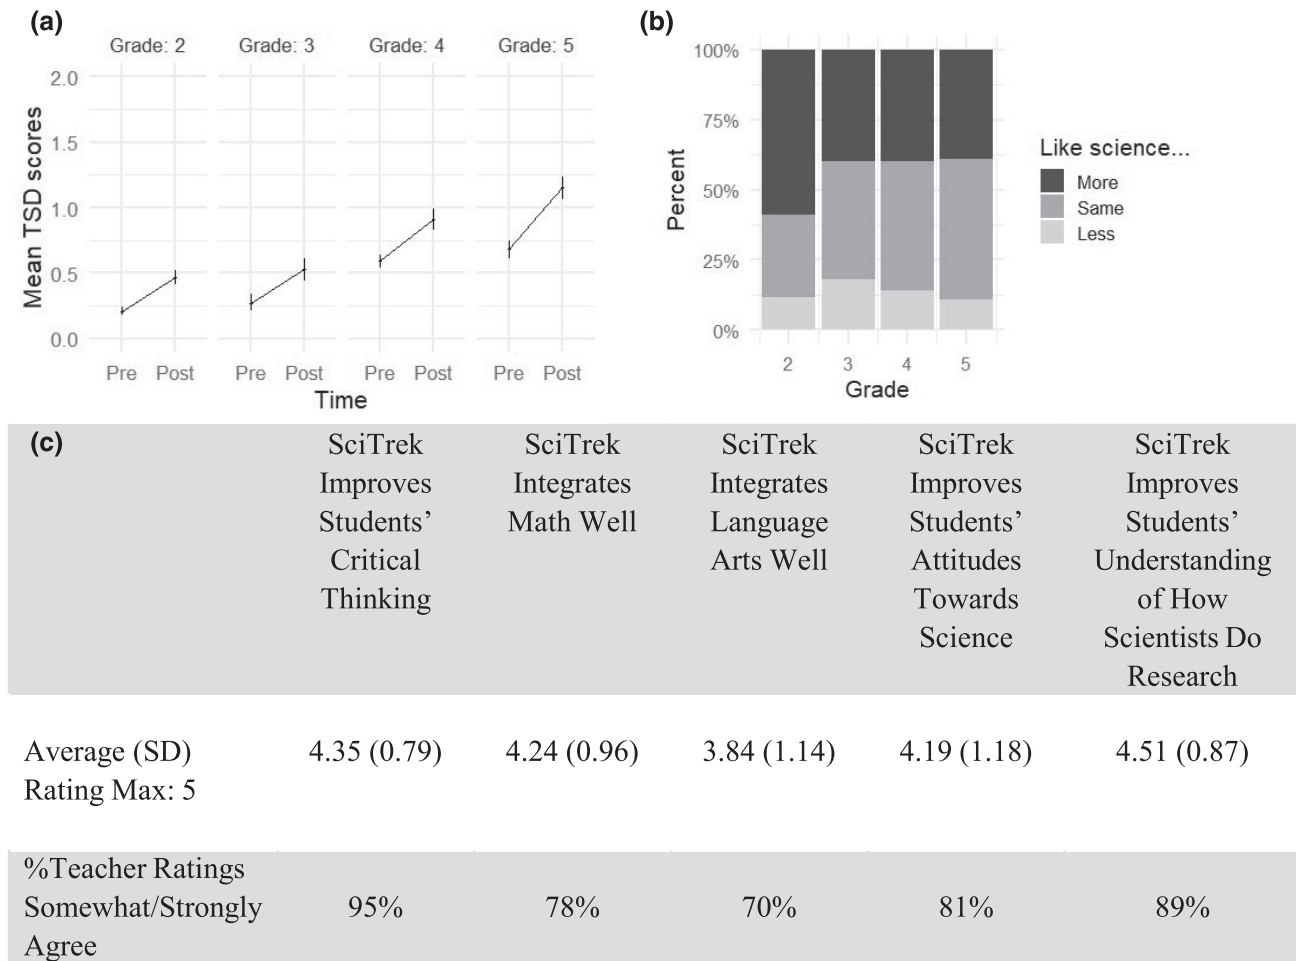 (a)
Grade: 2 Grade: 3 Grade: 4 Grade: 5
Mean TSD scores
2.0
1.5
1.0
0.5
0.0
Pre Post Pre Post Pre Post Pre Post
Time
(b)
Percent
100%
75%
50%
25%
0%
2 3 4 5
Grade
Like science...
More
Same
Less
(c)
SciTrek
Improves
Students’
Critical
Thinking
SciTrek
Integrates
Math Well
SciTrek
Integrates
Language
Arts Well
SciTrek
Improves
Students’
Attitudes
Towards
Science
SciTrek
Improves
Students’
Understanding
of How
Scientists Do
Research
Average (SD)
Rating Max: 5
4.35 (0.79) 4.24 (0.96) 3.84 (1.14) 4.19 (1.18) 4.51 (0.87)
%Teacher Ratings
Somewhat/Strongly
Agree
95% 78% 70% 81% 89%